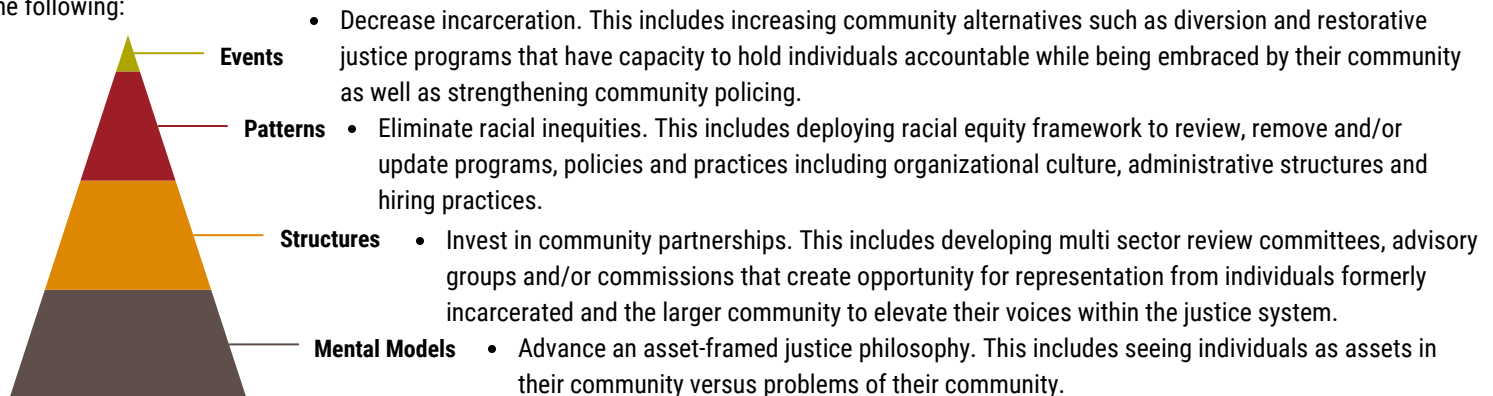 he following:
• Decrease incarceration. This includes increasing community alternatives such as diversion and restorative
Events
justice programs that have capacity to hold individuals accountable while being embraced by their community
as well as strengthening community policing.
Patterns
• Eliminate racial inequities. This includes deploying racial equity framework to review, remove and/or
update programs, policies and practices including organizational culture, administrative structures and
hiring practices.
Structures
• Invest in community partnerships. This includes developing multi sector review committees, advisory
groups and/or commissions that create opportunity for representation from individuals formerly
incarcerated and the larger community to elevate their voices within the justice system.
Mental Models
• Advance an asset-framed justice philosophy. This includes seeing individuals as assets in
their community versus problems of their community.